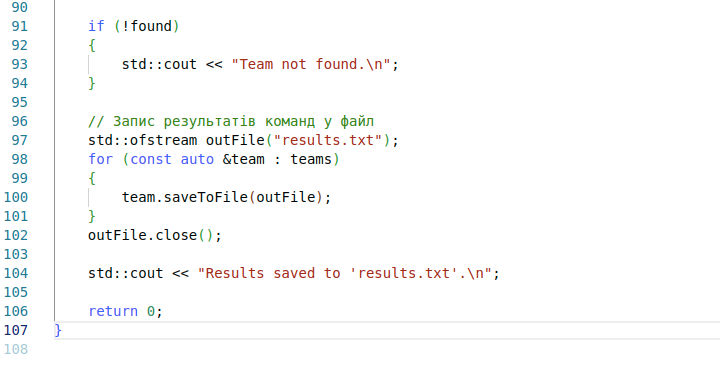 90
91 if (!found)
92 {
93 std::cout << "Team not found.\n";
94 }
95
96 // Запис результатів команд у файл
97 std::ofstream outFile("results.txt");
98 for (const auto &team : teams)
99 {
100 team.saveToFile(outFile);
101 }
102 outFile.close();
103
104 std::cout << "Results saved to 'results.txt'.\n";
105
106 return 0;
107 }
108